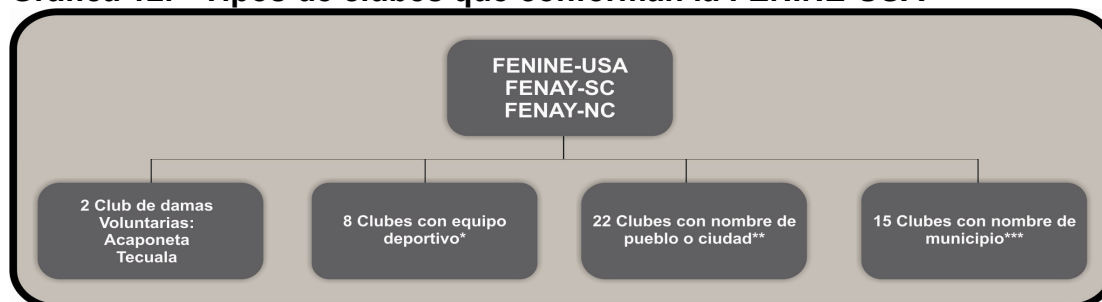 FENINE-USA
FENAY-SC
FENAY-NC
2 Club de damas
Voluntarias:
Acaponeta
Tecuala
8 Clubes con equipo
deportivo*
22 Clubes con nombre de
pueblo o ciudad**
15 Clubes con nombre de
municipio***